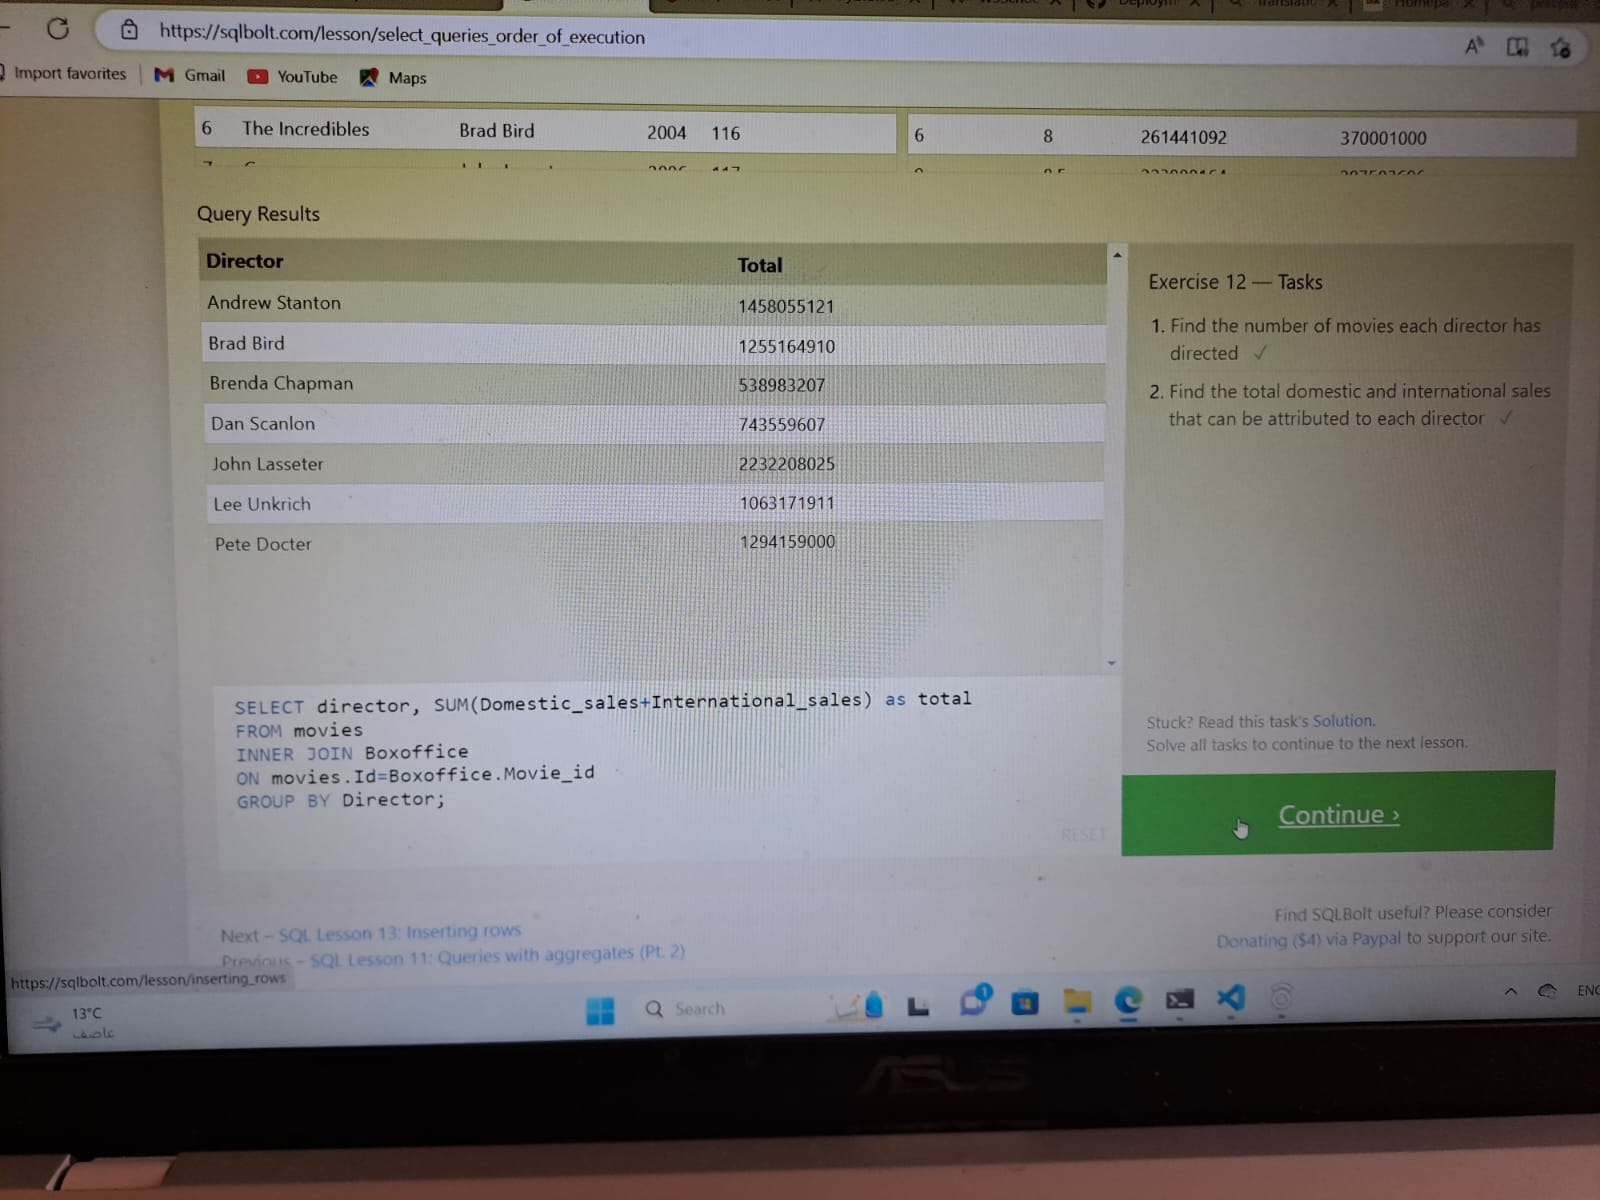 https://sqlbolt.com/lesson/select_queries_order_of_execution
Import favorites Gmail YouTube Maps
6 The Incredibles Brad Bird 2004 116 6 8 261441092 370001000
Query Results
Director Total
Andrew Stanton 1458055121
Brad Bird 1255164910
Brenda Chapman 538983207
Dan Scanlon 743559607
John Lasseter 2232208025
Lee Unkrich 1063171911
Pete Docter 1294159000
Exercise 12 — Tasks
1. Find the number of movies each director has
directed ✓
2. Find the total domestic and international sales
that can be attributed to each director ✓
SELECT director, SUM(Domestic_sales+International_sales) as total
FROM movies
INNER JOIN Boxoffice
ON movies.Id=Boxoffice.Movie_id
GROUP BY Director;
RESET
Stuck? Read this task's Solution.
Solve all tasks to continue to the next lesson.
Continue ›
Next – SQL Lesson 13: Inserting rows
Previous – SQL Lesson 11: Queries with aggregates (Pt. 2)
Find SQLBolt useful? Please consider
Donating ($4) via Paypal to support our site.
https://sqlbolt.com/lesson/inserting_rows
13°C
عاصف
Search
1
ENG
ASUS